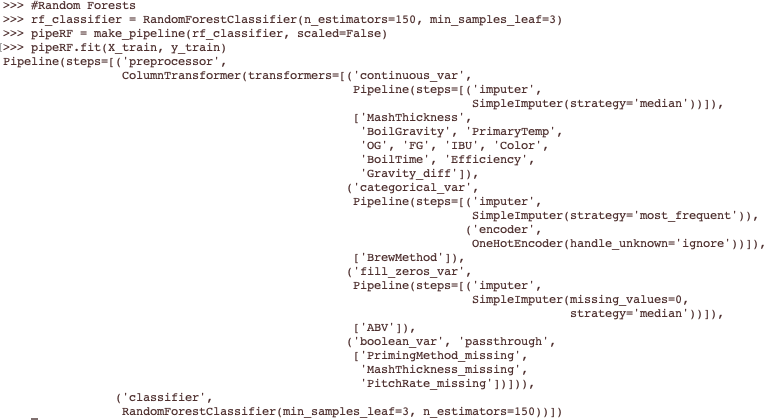 >>> #Random Forests
>>> rf_classifier = RandomForestClassifier(n_estimators=150, min_samples_leaf=3)
>>> pipeRF = make_pipeline(rf_classifier, scaled=False)
[>>> pipeRF.fit(X_train, y_train)
Pipeline(steps=[('preprocessor',
ColumnTransformer(transformers=[('continuous_var',
Pipeline(steps=[('imputer',
SimpleImputer(strategy='median'))]),
['MashThickness',
'BoilGravity', 'PrimaryTemp',
'OG', 'FG', 'IBU', 'Color',
'BoilTime', 'Efficiency',
'Gravity_diff']),
('categorical_var',
Pipeline(steps=[('imputer',
SimpleImputer(strategy='most_frequent')),
('encoder',
OneHotEncoder(handle_unknown='ignore'))]),
['BrewMethod']),
('fill_zeros_var',
Pipeline(steps=[('imputer',
SimpleImputer(missing_values=0,
strategy='median'))]),
['ABV']),
('boolean_var', 'passthrough',
['PrimingMethod_missing',
'MashThickness_missing',
'PitchRate_missing'])])),
('classifier',
RandomForestClassifier(min_samples_leaf=3, n_estimators=150))])